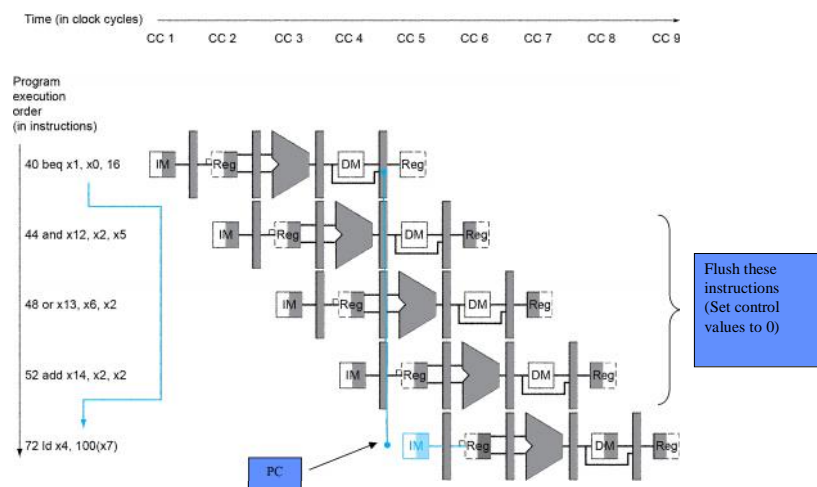 Time (in clock cycles)
CC 1 CC 2 CC 3 CC 4 CC 5 CC 6 CC 7 CC 8 CC 9
Program
execution
order
(in instructions)
40 beq x1, x0, 16
IM Reg DM Reg
44 and x12, x2, x5
IM Reg DM Reg
48 or x13, x6, x2
IM Reg DM Reg
52 add x14, x2, x2
IM Reg DM Reg
72 ld x4, 100(x7)
IM Reg DM Reg
Flush these
instructions
(Set control
values to 0)
PC